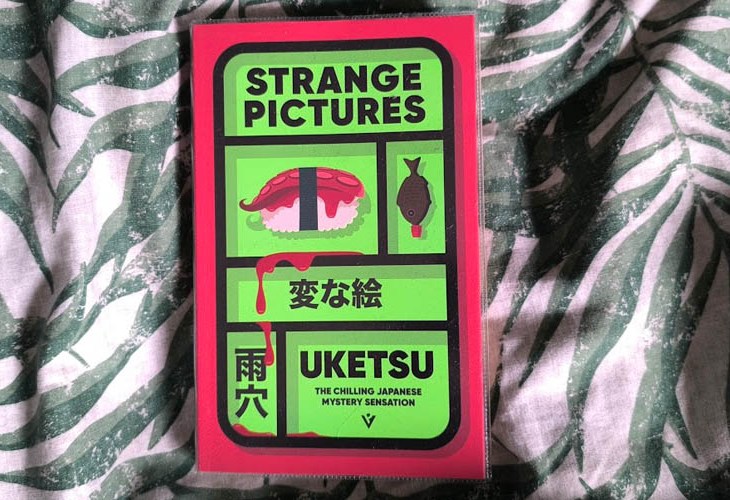 STRANGE
PICTURES
変な絵
雨穴
UKETSU
THE CHILLING JAPANESE
MYSTERY SENSATION